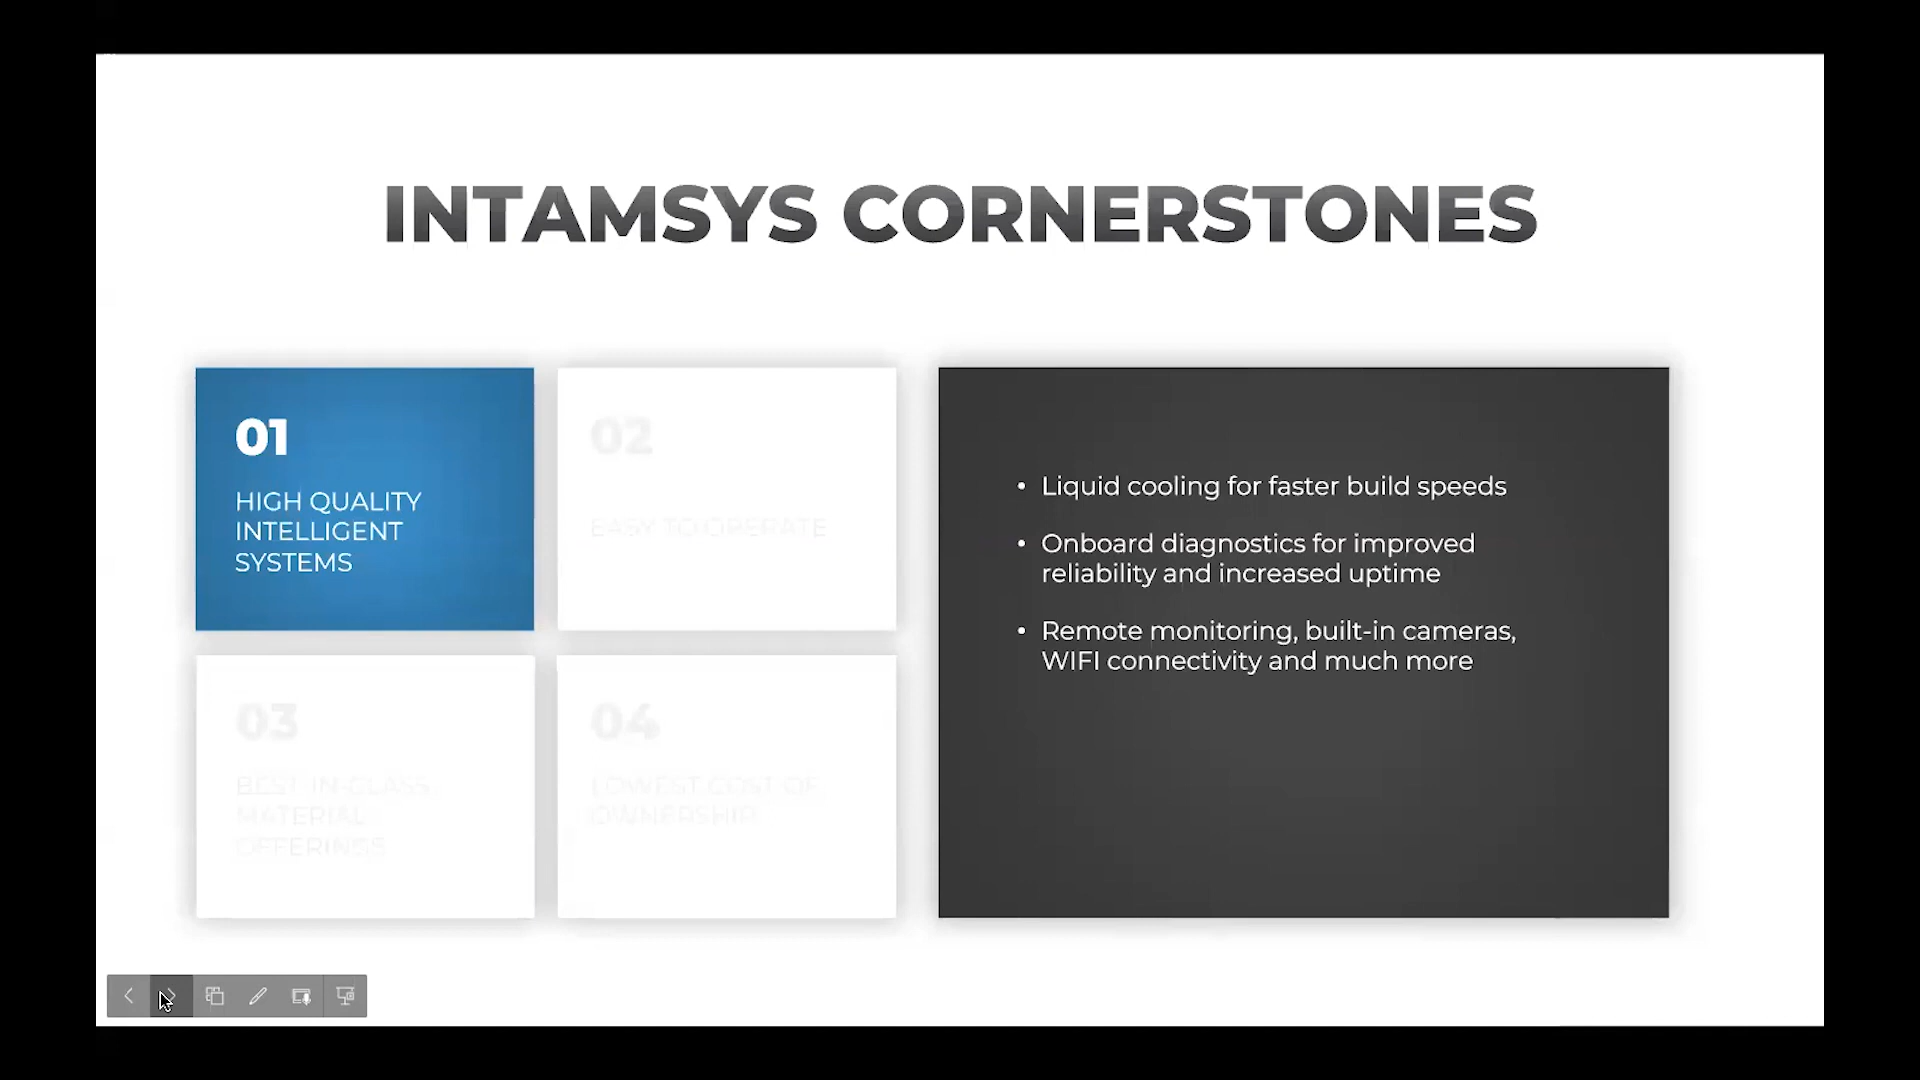 INTAMSYS CORNERSTONES
01
HIGH QUALITY
INTELLIGENT
SYSTEMS
02
EASY TO OPERATE
03
BEST IN-CLASS
MATERIAL
OFFERINGS
04
LOWEST COST OF
OWNERSHIP
• Liquid cooling for faster build speeds
• Onboard diagnostics for improved
reliability and increased uptime
• Remote monitoring, built-in cameras,
WIFI connectivity and much more